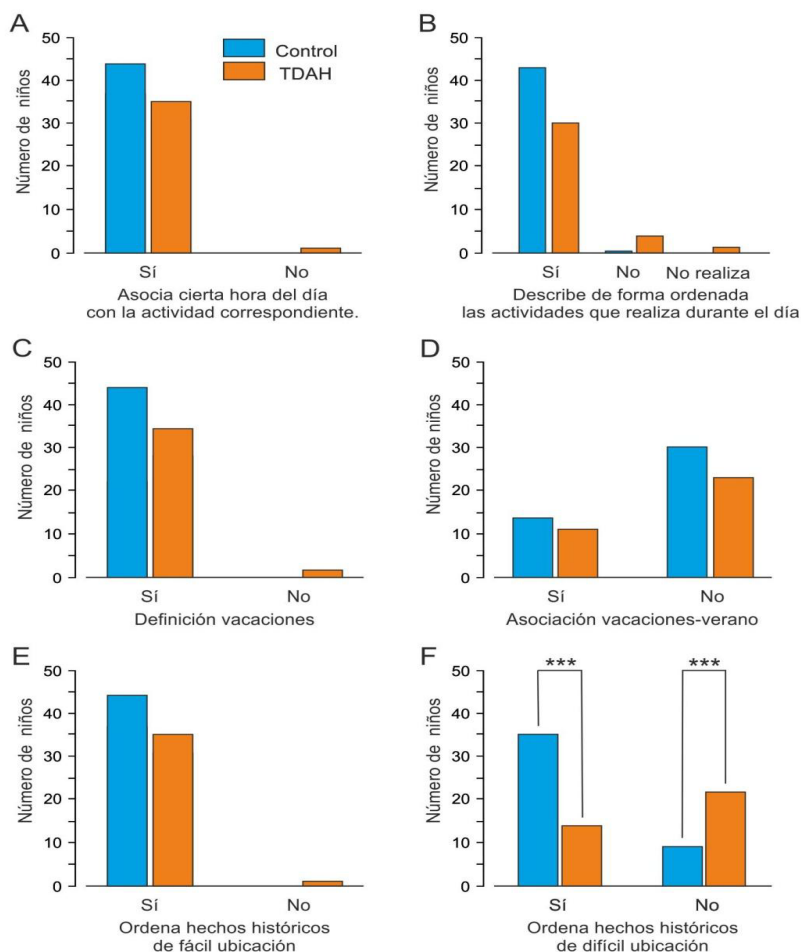 A
50
40
30
20
10
0
Número de niños
Control
TDAH
Sí
No
Asocia cierta hora del día
con la actividad correspondiente.
B
50
40
30
20
10
0
Número de niños
Sí
No
No realiza
Describe de forma ordenada
las actividades que realiza durante el día
C
50
40
30
20
10
0
Número de niños
Sí
No
Definición vacaciones
D
50
40
30
20
10
0
Número de niños
Sí
No
Asociación vacaciones-verano
E
50
40
30
20
10
0
Número de niños
Sí
No
Ordena hechos históricos
de fácil ubicación
F
50
40
30
20
10
0
Número de niños
***
***
Sí
No
Ordena hechos históricos
de difícil ubicación